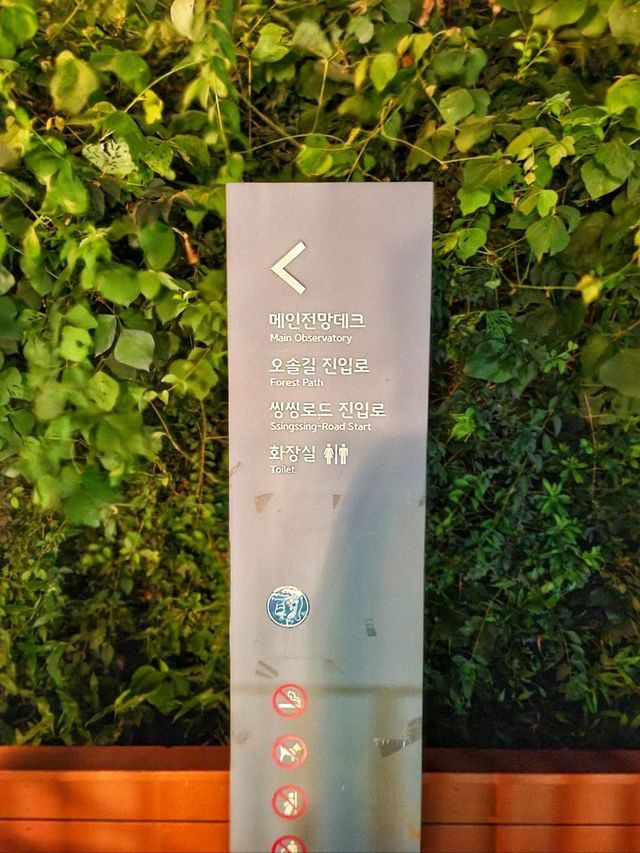 메인전망데크
Main Observatory
오솔길 진입로
Forest Path
씽씽로드 진입로
Ssingssing-Road Start
화장실
Toilet